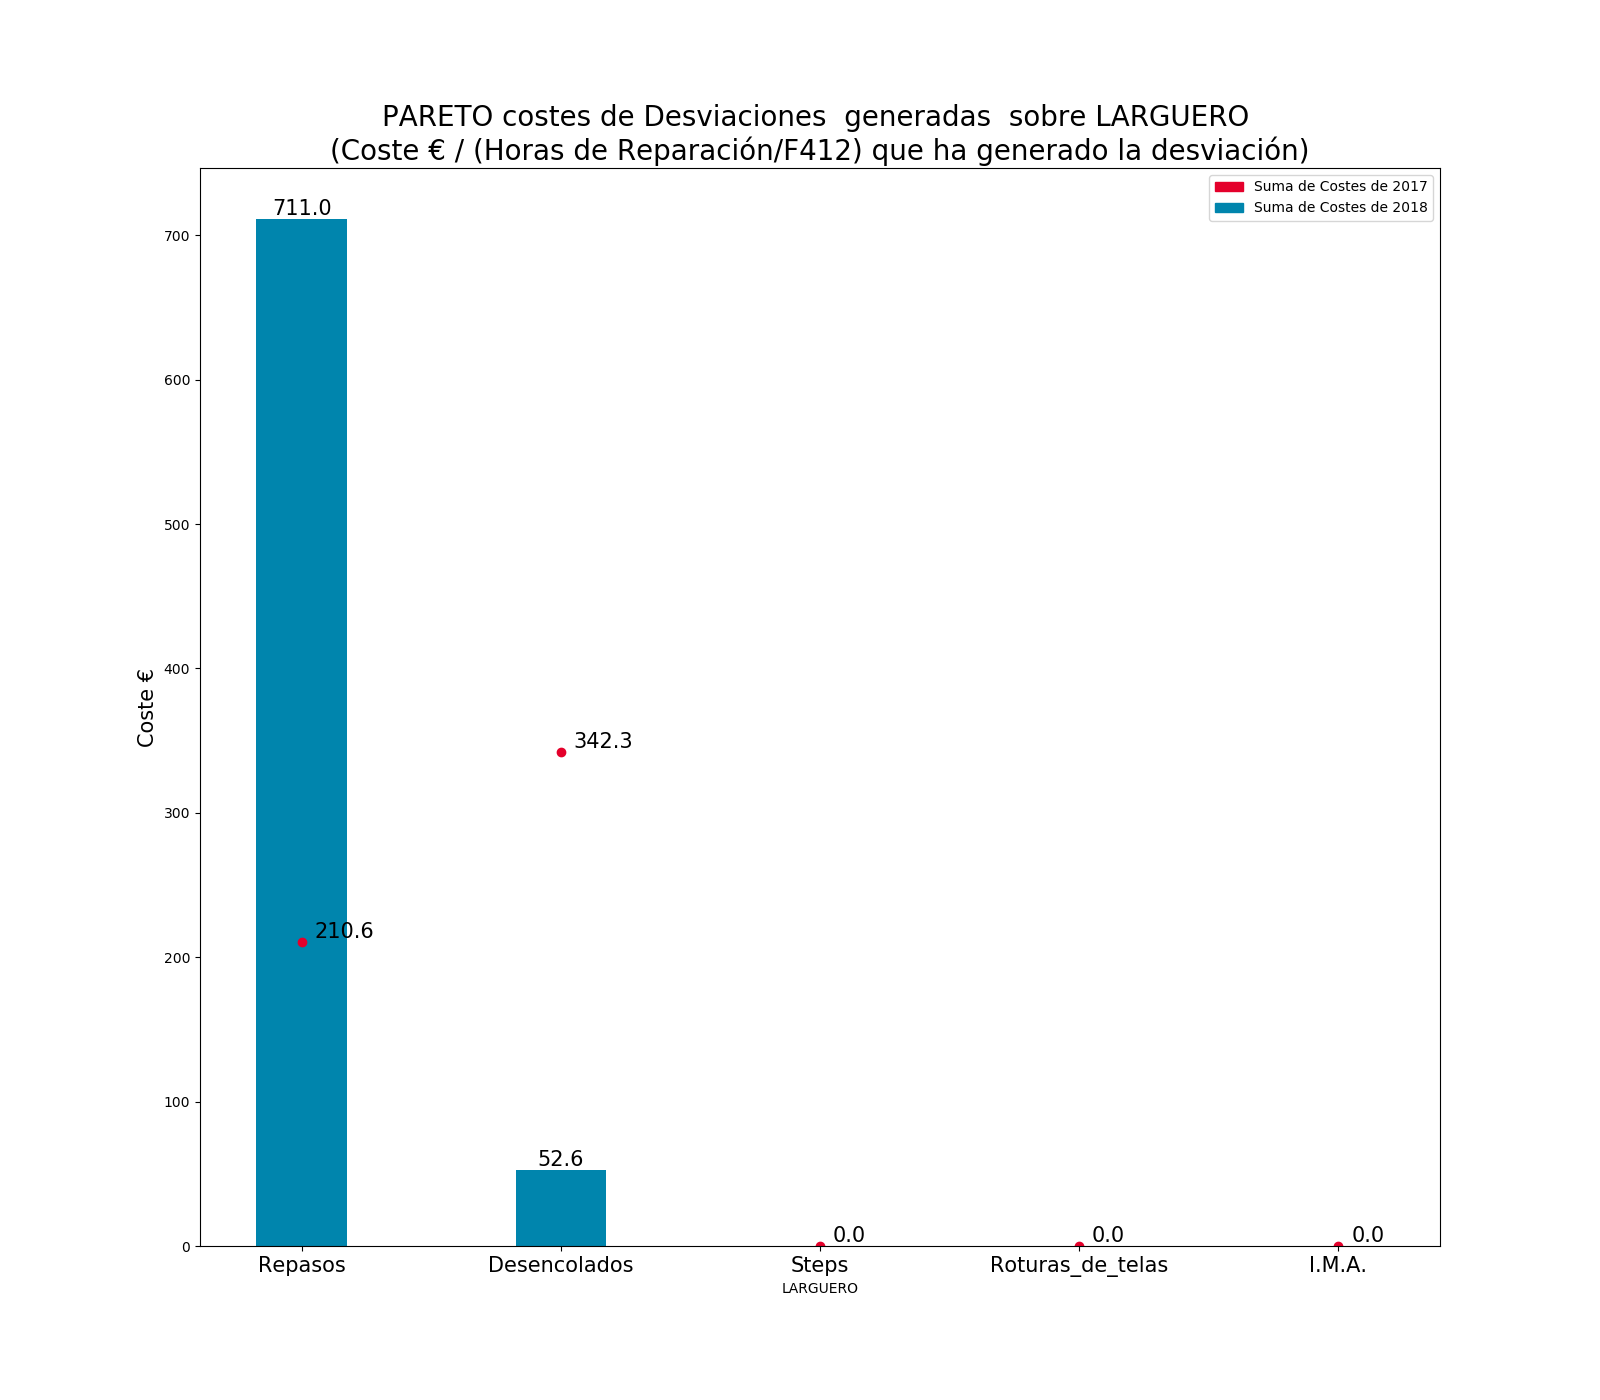 PARETO costes de Desviaciones  generadas  sobre LARGUERO
(Coste € / (Horas de Reparación/F412) que ha generado la desviación)
Suma de Costes de 2017
Suma de Costes de 2018
711.0
700
600
500
400
342.3
Coste €
300
210.6
200
100
52.6
0.0
0.0
0.0
0
Repasos
Desencolados
Steps
Roturas_de_telas
I.M.A.
LARGUERO